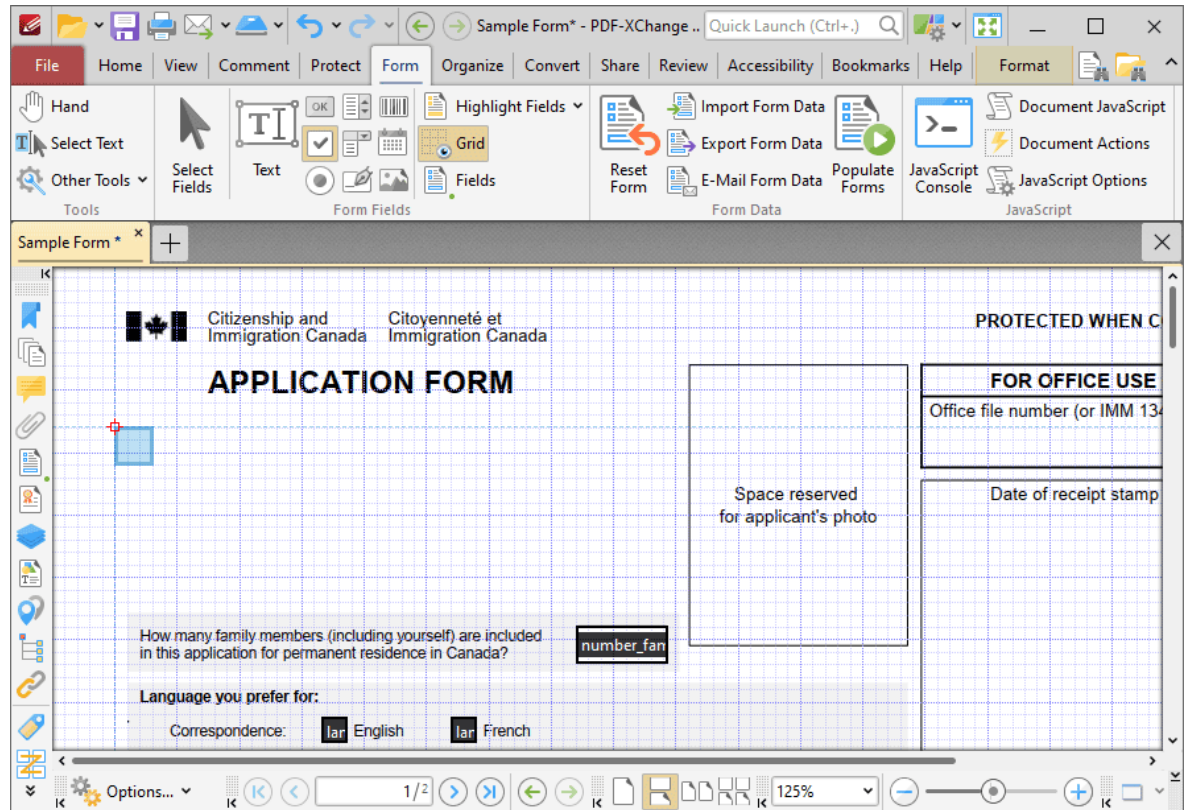 Sample Form* - PDF-XChange .. Quick Launch (Ctrl+.)
File Home View Comment Protect Form Organize Convert Share Review Accessibility Bookmarks Help Format
Hand
Select Text
Other Tools
Tools
Select
Fields
Text
OK
Highlight Fields
Grid
Fields
Form Fields
Reset
Form
Import Form Data
Export Form Data
E-Mail Form Data
Populate
Forms
Form Data
JavaScript
Console
Document JavaScript
Document Actions
JavaScript Options
JavaScript
Sample Form *
Citizenship and
Immigration Canada
Citoyenneté et
Immigration Canada
PROTECTED WHEN C
APPLICATION FORM
FOR OFFICE USE
Office file number (or IMM 134
Space reserved
for applicant's photo
Date of receipt stamp
How many family members (including yourself) are included
in this application for permanent residence in Canada?
number_fam
Language you prefer for:
Correspondence: lar English lar French
Options... 1/2 125%